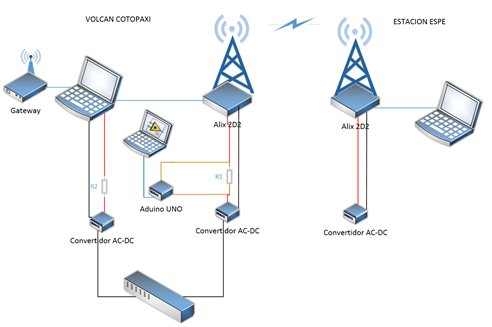 VOLCAN COTOPAXI
ESTACION ESPE
Gateway
Alix 2D2
Alix 2D2
R2
R1
Aduino UNO
Convertidor AC-DC
Convertidor AC-DC
Convertidor AC-DC